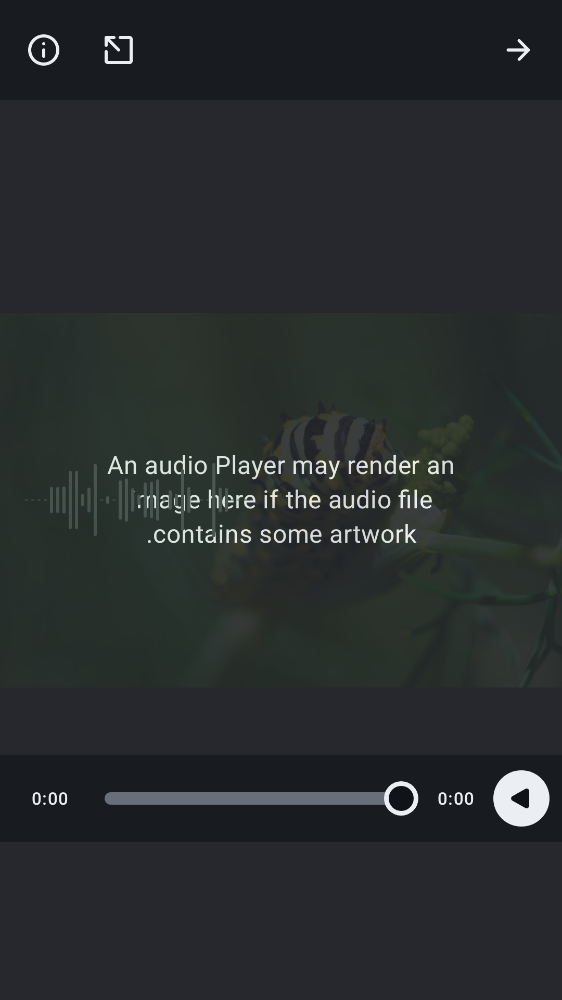 An audio Player may render an
image here if the audio file
.contains some artwork
0:00
0:00